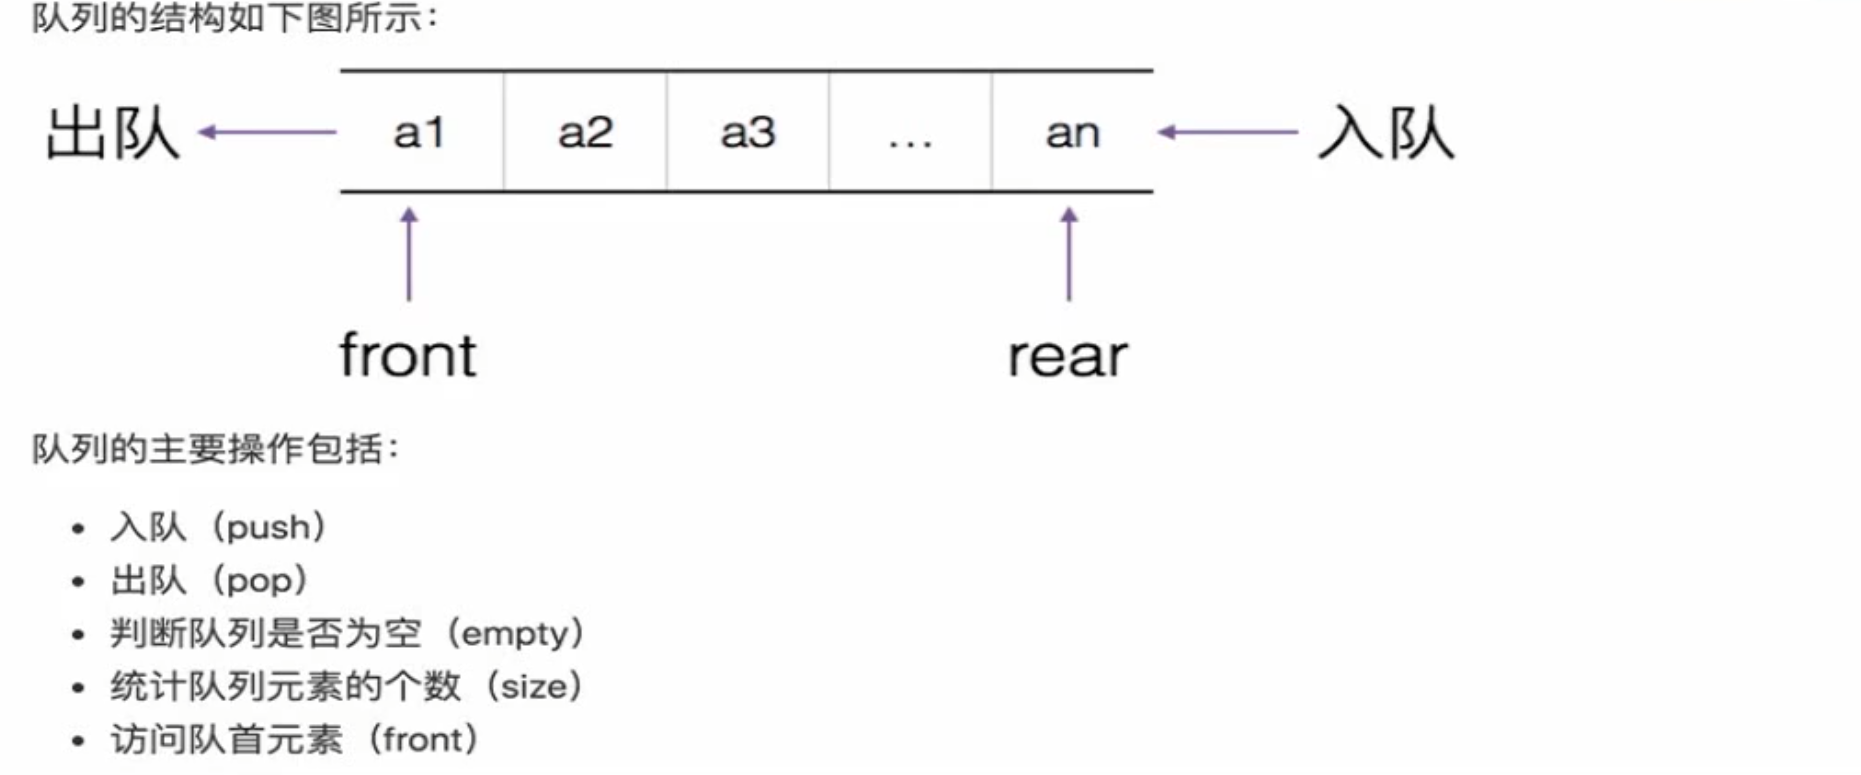 队列的结构如下图所示：
出队 a1 a2 a3 … an 入队
front rear
队列的主要操作包括：
• 入队（push）
• 出队（pop）
• 判断队列是否为空（empty）
• 统计队列元素的个数（size）
• 访问队首元素（front）